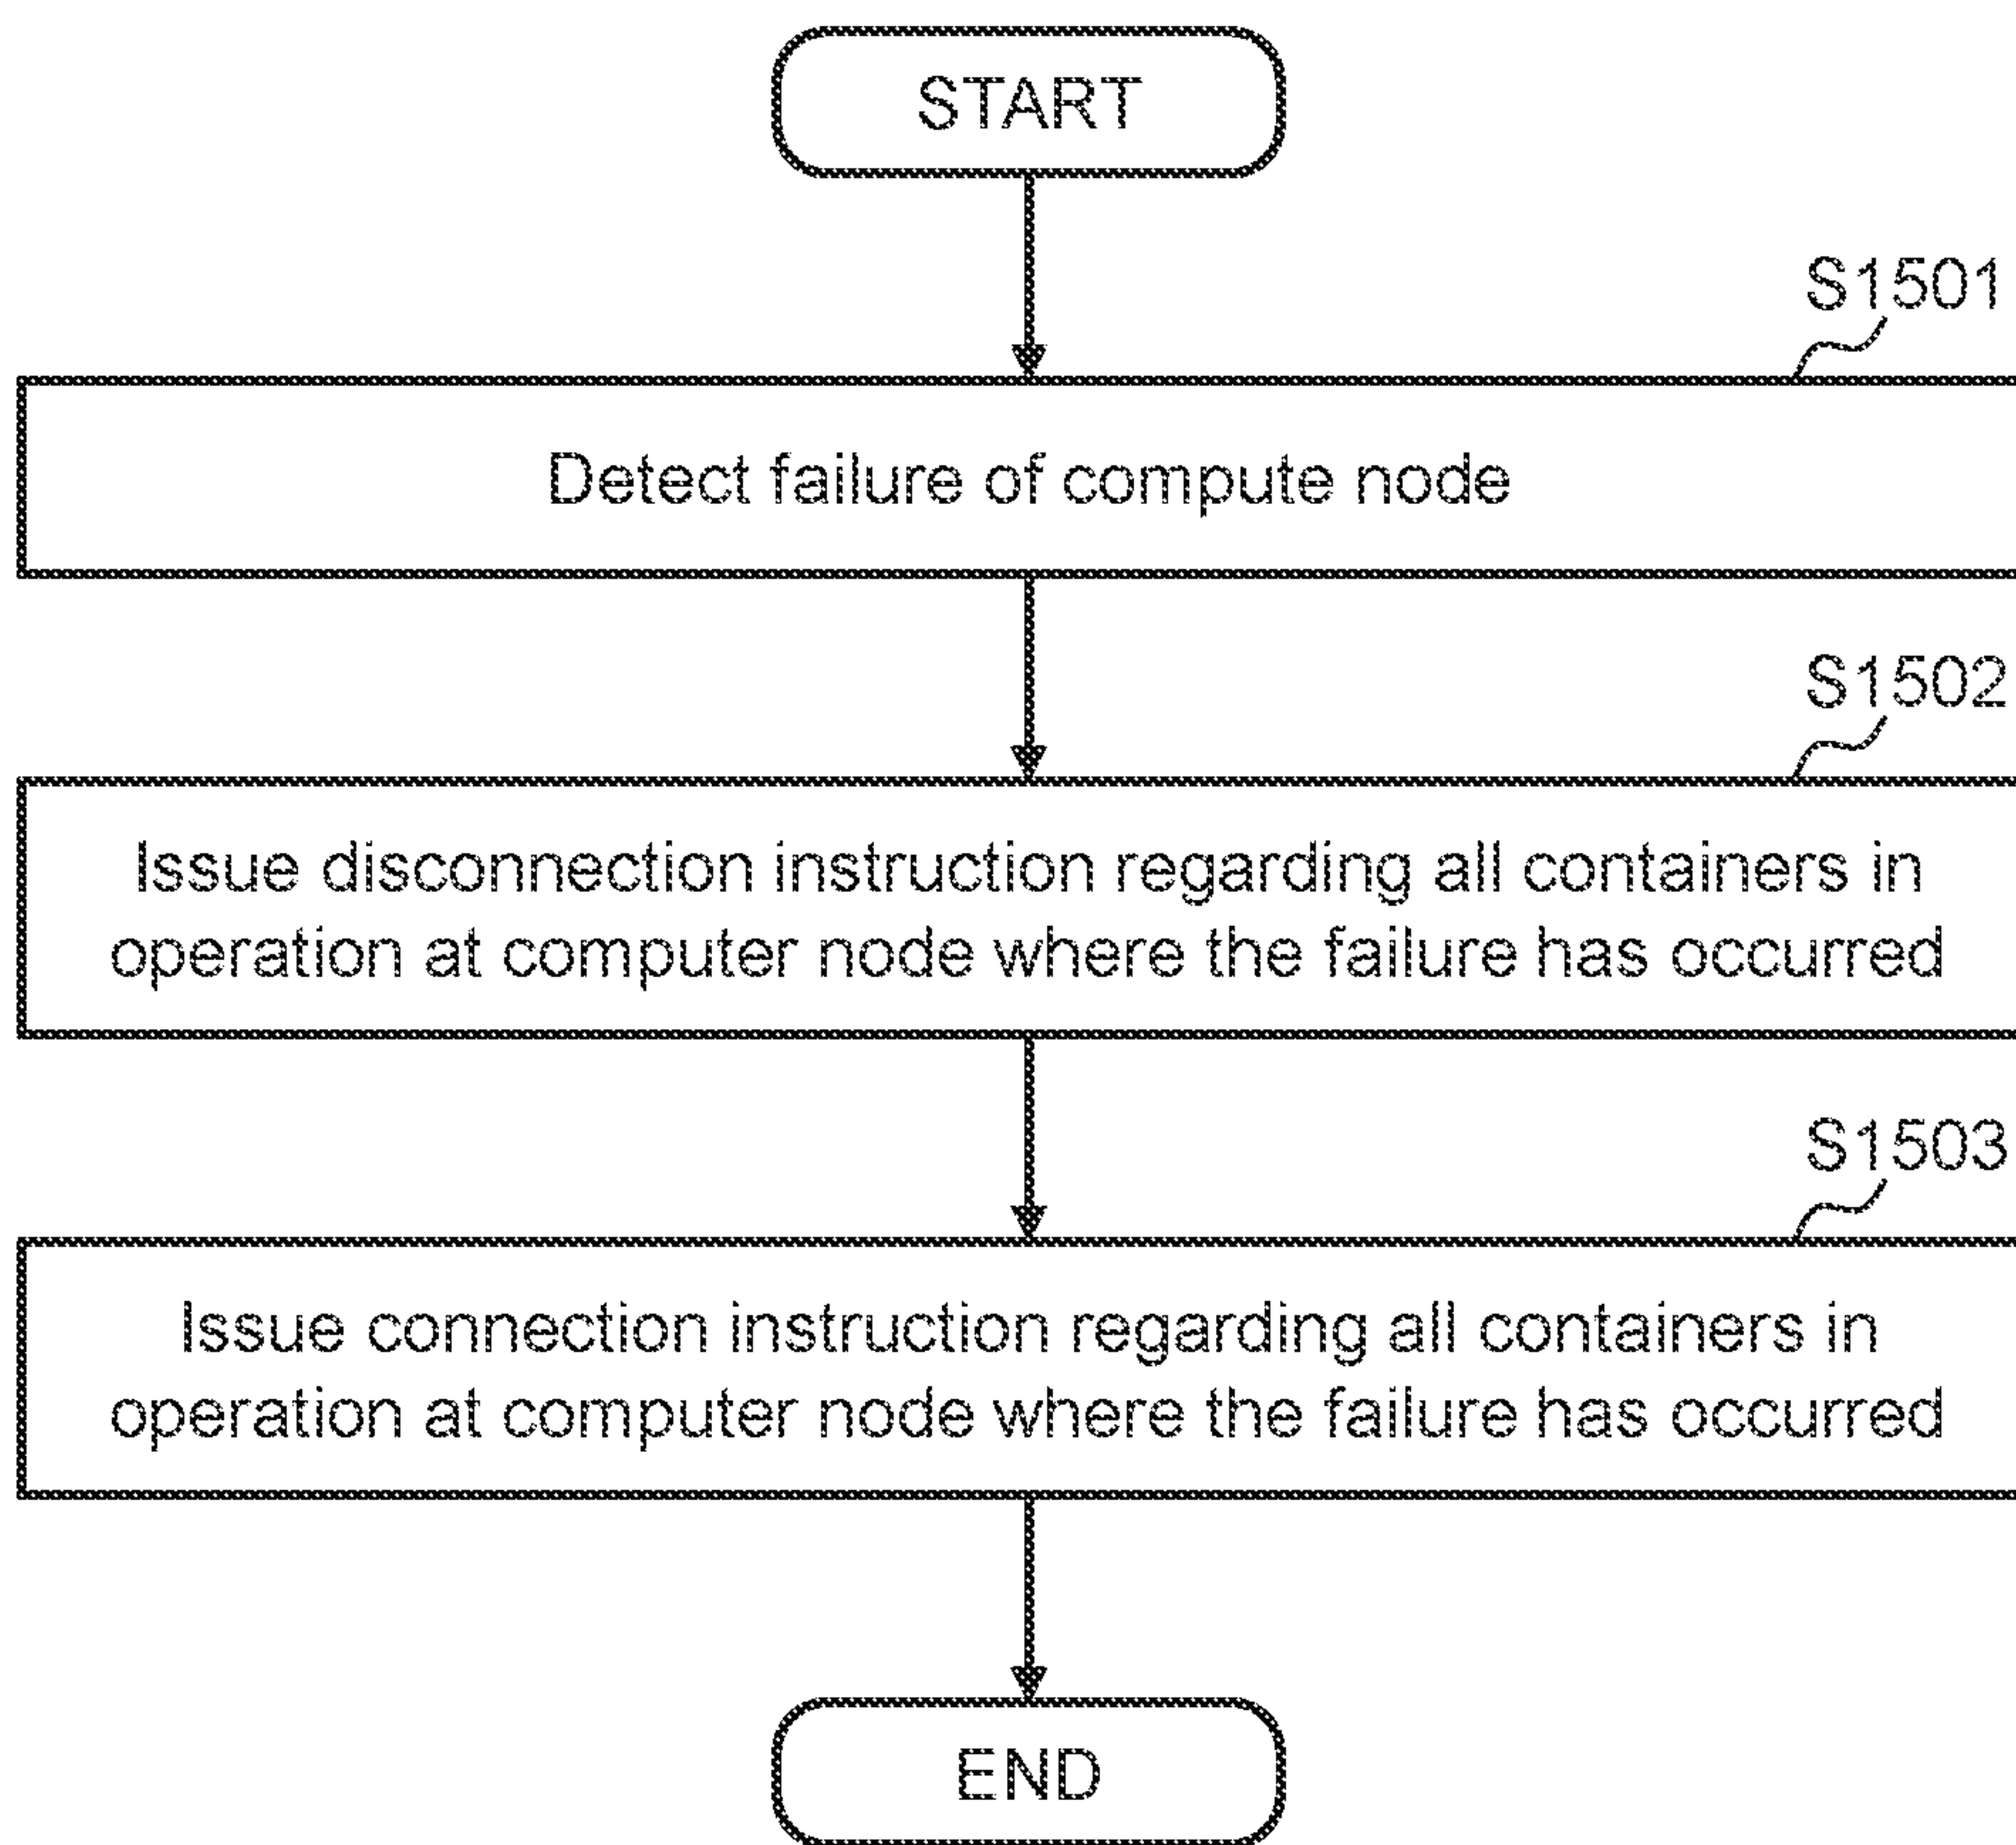 START
S1501
Detect failure of compute node
S1502
Issue disconnection instruction regarding all containers in
operation at computer node where the failure has occurred
S1503
Issue connection instruction regarding all containers in
operation at computer node where the failure has occurred
END